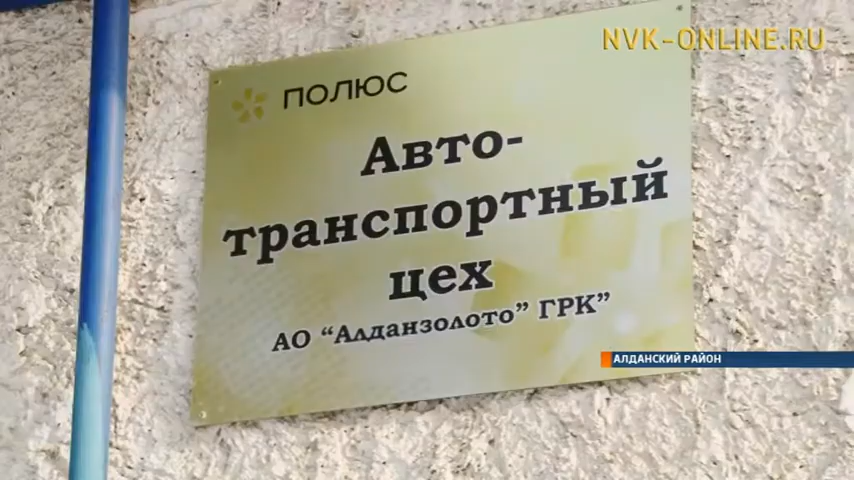 NVK-ONLINE.RU
ПОЛЮС
Авто-
транспортный
цех
АО “Алданзолото” ГРК”
АЛДАНСКИЙ РАЙОН